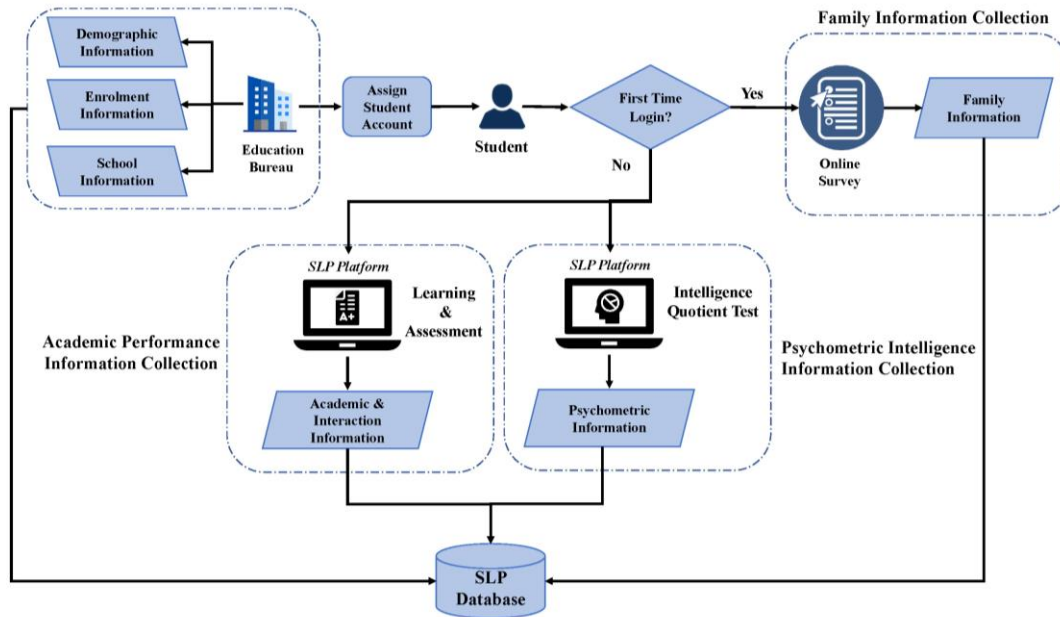 Family Information Collection
Demographic
Information
Enrolment
Information
School
Information
Education
Bureau
Assign
Student
Account
Student
First Time
Login?
Yes
No
Online
Survey
Family
Information
SLP Platform
Learning
&
Assessment
Academic Performance
Information Collection
Academic &
Interaction
Information
SLP Platform
Intelligence
Quotient Test
Psychometric Intelligence
Information Collection
Psychometric
Information
A+
SLP
Database